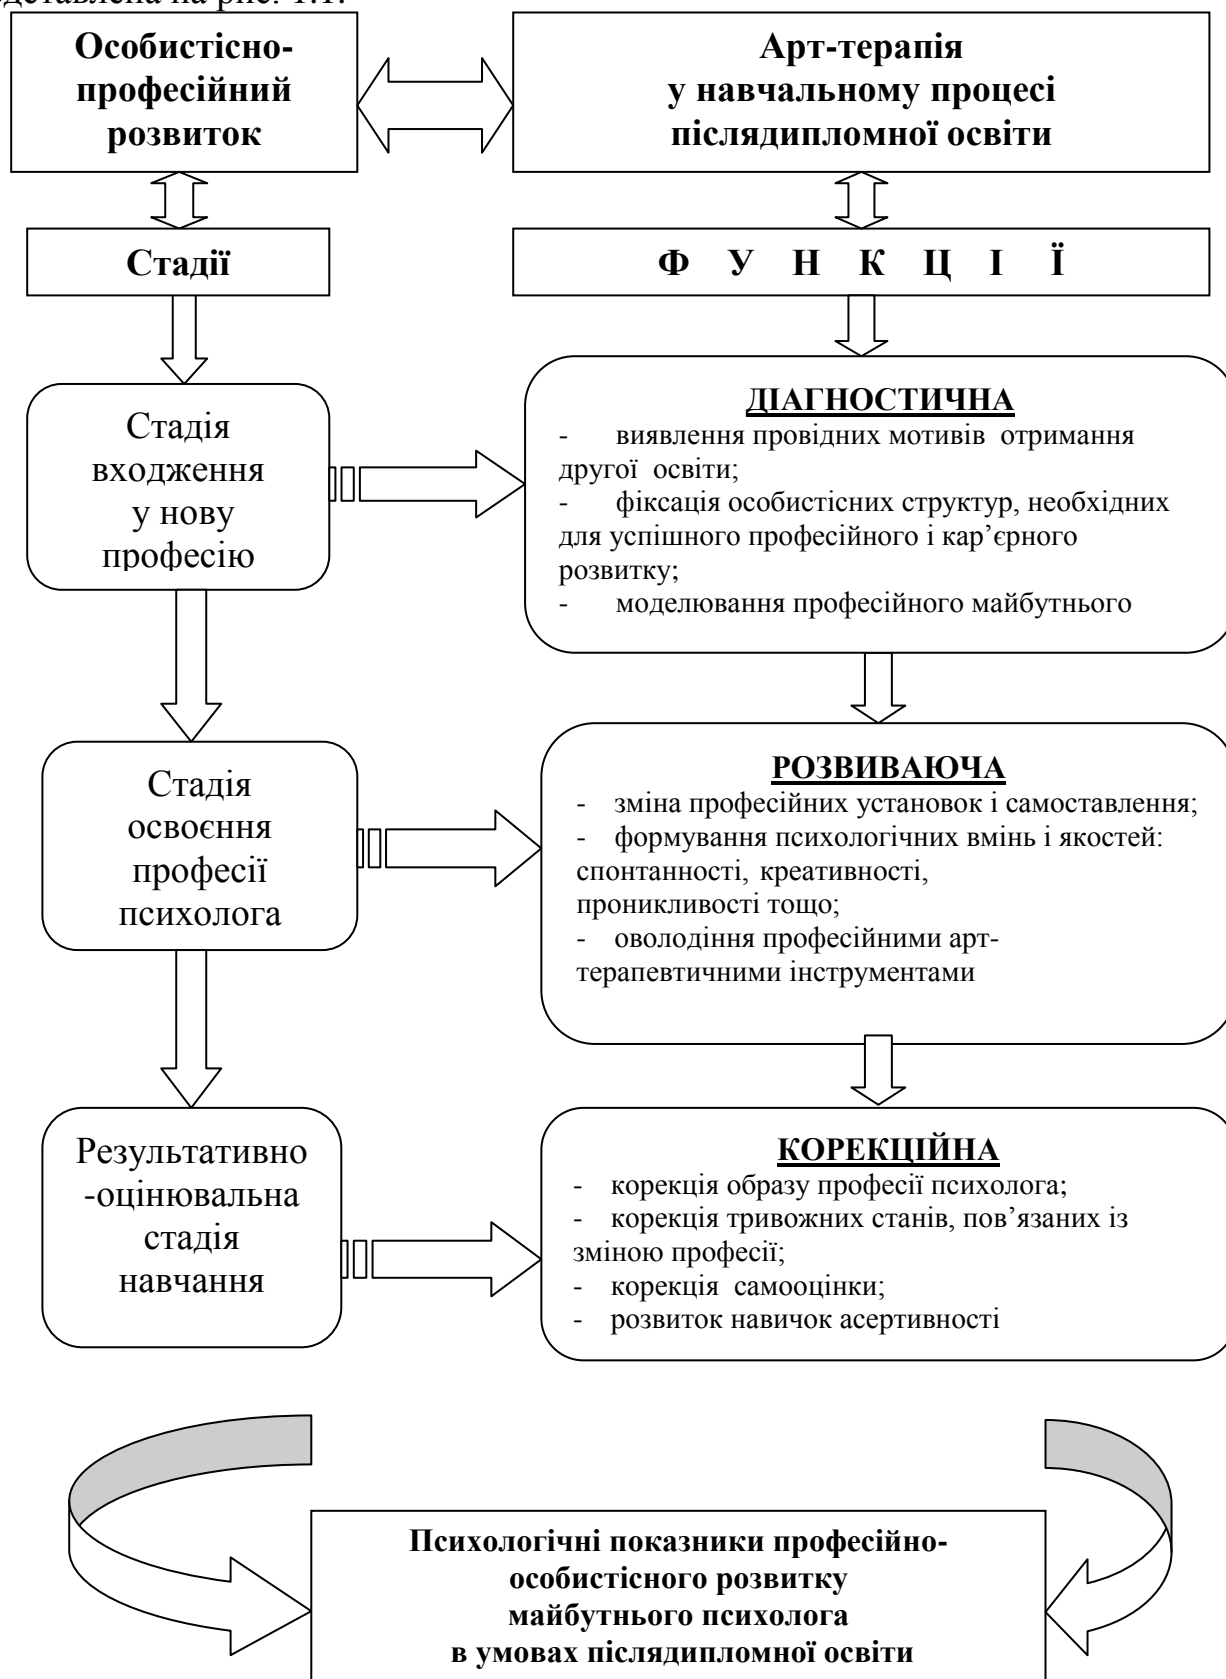 на рис. 1.1.
Особистісно-
професійний
розвиток
Арт-терапія
у навчальному процесі
післядипломної освіти
Стадії
Ф У Н К Ц І Ї
Стадія
входження
у нову
професію
ДІАГНОСТИЧНА
- виявлення провідних мотивів отримання
другої освіти;
- фіксація особистісних структур, необхідних
для успішного професійного і кар’єрного
розвитку;
- моделювання професійного майбутнього
Стадія
освоєння
професії
психолога
РОЗВИВАЮЧА
- зміна професійних установок і самоставлення;
- формування психологічних вмінь і якостей:
спонтанності, креативності,
проникливості тощо;
- оволодіння професійними арт-
терапевтичними інструментами
Результативно
-оцінювальна
стадія
навчання
КОРЕКЦІЙНА
- корекція образу професії психолога;
- корекція тривожних станів, пов’язаних із
зміною професії;
- корекція самооцінки;
- розвиток навичок асертивності
Психологічні показники професійно-
особистісного розвитку
майбутнього психолога
в умовах післядипломної освіти